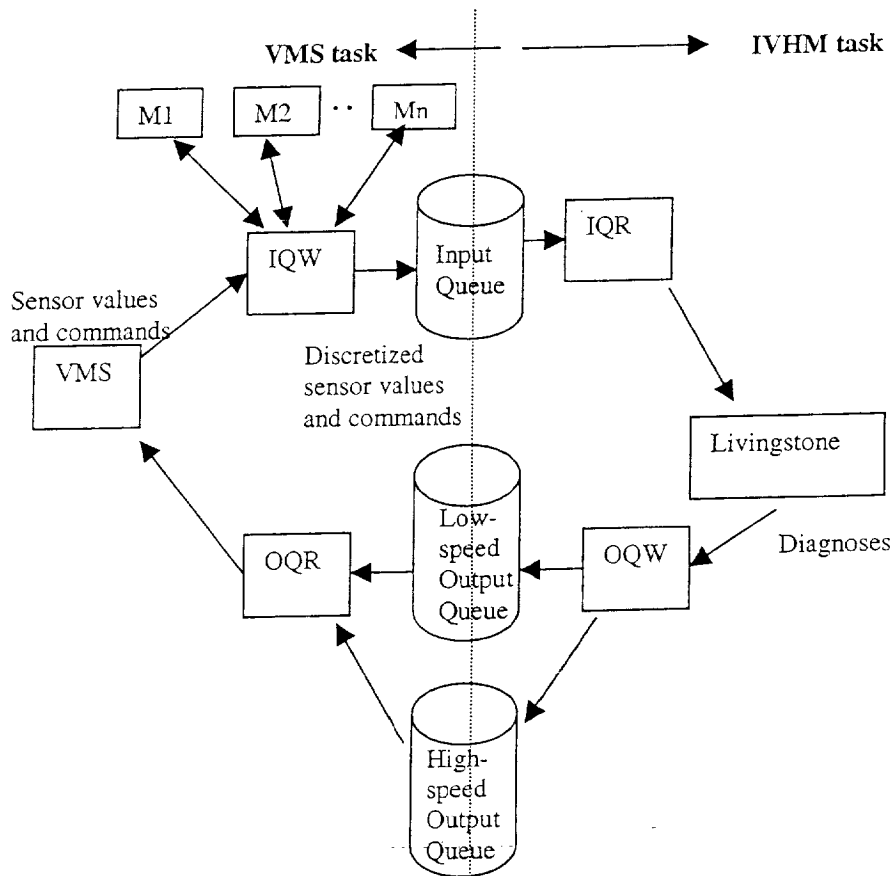 VMS task
IVHM task
M1
M2
··
Mn
IQW
Input
Queue
IQR
Sensor values
and commands
VMS
Discretized
sensor values
and commands
Livingstone
Low-
speed
Output
Queue
OQR
OQW
Diagnoses
High-
speed
Output
Queue